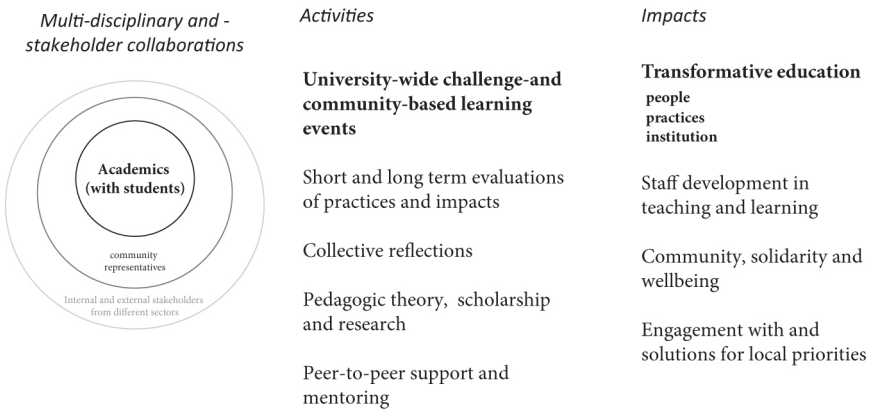 Multi-disciplinary and -
stakeholder collaborations
Academics
(with students)
community
representatives
Internal and external stakeholders
from different sectors
Activities
University-wide challenge-and
community-based learning
events
Short and long term evaluations
of practices and impacts
Collective reflections
Pedagogic theory,  scholarship
and research
Peer-to-peer support and
mentoring
Impacts
Transformative education
people
practices
institution
Staff development in
teaching and learning
Community, solidarity and
wellbeing
Engagement with and
solutions for local priorities